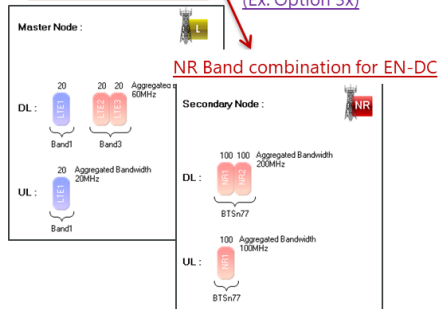 (Ex. Option 3x)
Master Node :
L
NR Band combination for EN-DC
20 20 20 Aggregated
60MHz
DL :
LTE1 LTE2 LTE3
Band1 Band3
20 Aggregated Bandwidth
20MHz
UL :
LTE1
Band1
Secondary Node :
NR
100 100 Aggregated Bandwidth
200MHz
DL :
NR1 NR2
BTSn77
100 Aggregated Bandwidth
100MHz
UL :
NR1
BTSn77